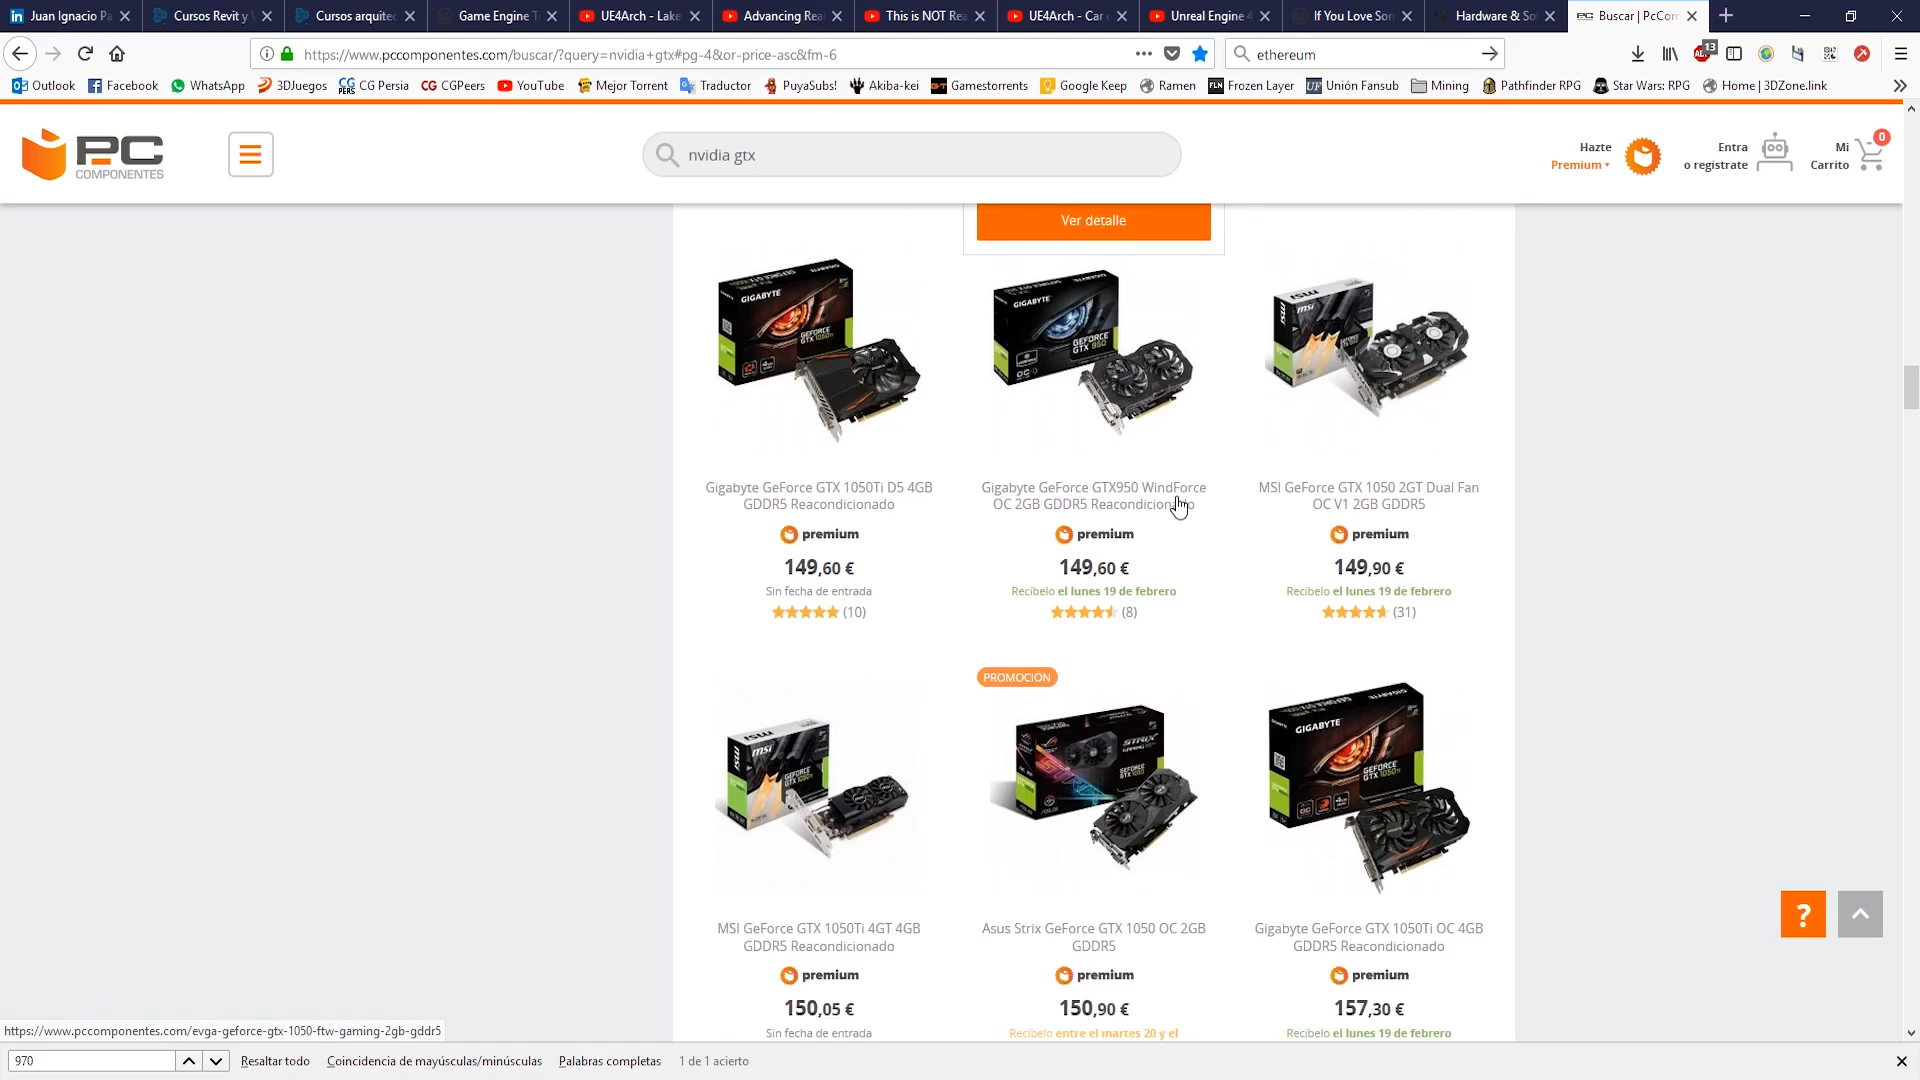 Juan Ignacio Pa
Cursos Revit y V
Cursos arquitec
Game Engine T
UE4Arch - Lake
Advancing Rea
This is NOT Rea
UE4Arch - Car c
Unreal Engine 4
If You Love Son
Hardware & So
Buscar | PcCom
https://www.pccomponentes.com/buscar/?query=nvidia+gtx#pg-4&or-price-asc&fm-6
ethereum
13
Outlook
Facebook
WhatsApp
3DJuegos
CG Persia
CGPeers
YouTube
Mejor Torrent
Traductor
PuyaSubs!
Akiba-kei
Gamestorrents
Google Keep
Ramen
Frozen Layer
Unión Fansub
Mining
Pathfinder RPG
Star Wars: RPG
Home | 3DZone.link
PC
COMPONENTES
nvidia gtx
Hazte
Premium
Entra
o regístrate
Mi
Carrito
0
Ver detalle
Gigabyte GeForce GTX 1050Ti D5 4GB
GDDR5 Reacondicionado
premium
149,60 €
Sin fecha de entrada
(10)
Gigabyte GeForce GTX950 WindForce
OC 2GB GDDR5 Reacondicionado
premium
149,60 €
Recíbelo el lunes 19 de febrero
(8)
MSI GeForce GTX 1050 2GT Dual Fan
OC V1 2GB GDDR5
premium
149,90 €
Recíbelo el lunes 19 de febrero
(31)
PROMOCIÓN
MSI GeForce GTX 1050Ti 4GT 4GB
GDDR5 Reacondicionado
premium
150,05 €
Sin fecha de entrada
Asus Strix GeForce GTX 1050 OC 2GB
GDDR5
premium
150,90 €
Recíbelo entre el martes 20 y el
Gigabyte GeForce GTX 1050Ti OC 4GB
GDDR5 Reacondicionado
premium
157,30 €
Recíbelo el lunes 19 de febrero
?
https://www.pccomponentes.com/evga-geforce-gtx-1050-ftw-gaming-2gb-gddr5
970
Resaltar todo
Coincidencia de mayúsculas/minúsculas
Palabras completas
1 de 1 acierto